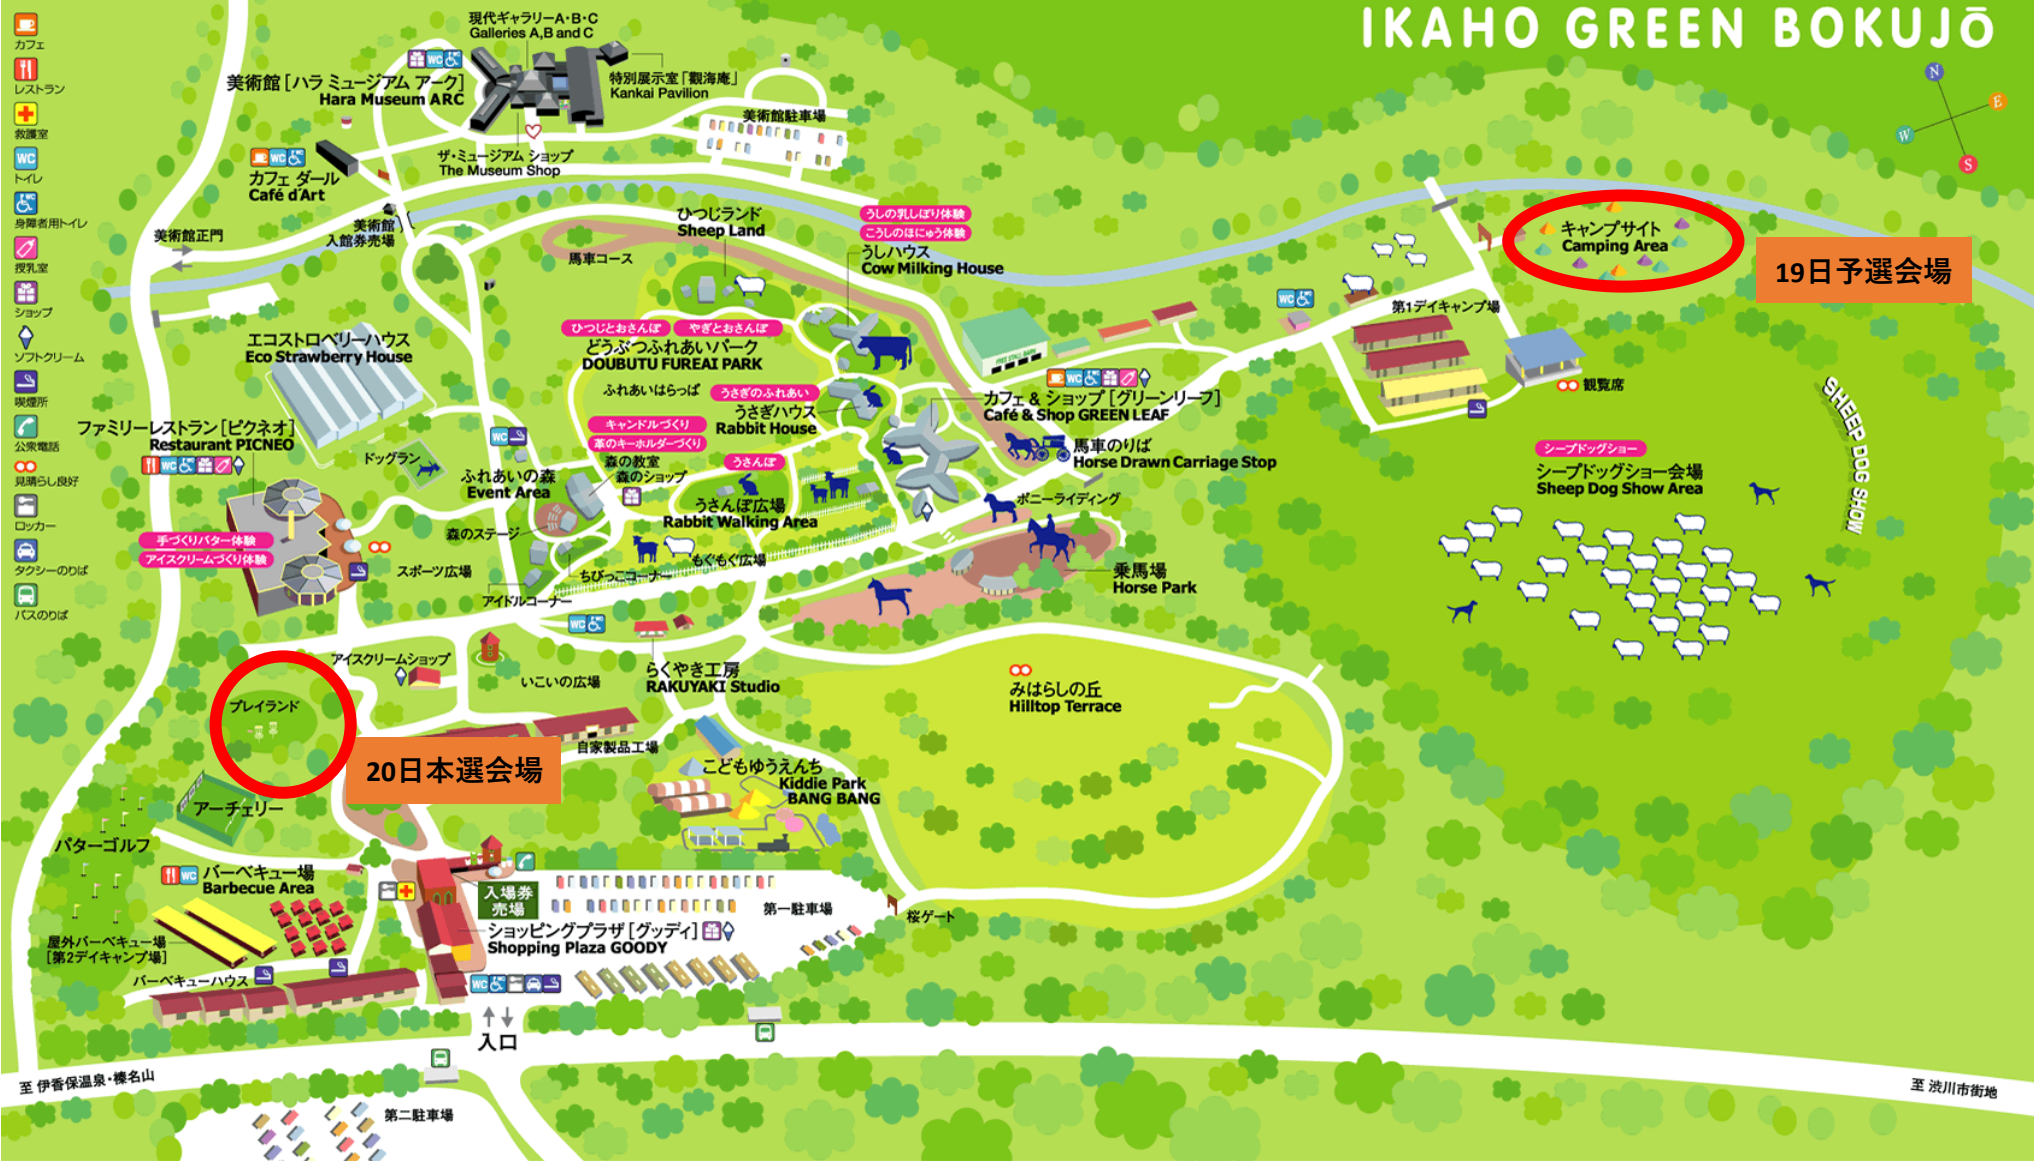 IKAHO GREEN BOKUJŌ
N
E
W
S
カフェ
レストラン
救護室
WC
トイレ
身障者用トイレ
授乳室
ショップ
ソフトクリーム
喫煙所
公衆電話
見晴らし良好
ロッカー
タクシーのりば
バスのりば
現代ギャラリーA・B・C
Galleries A,B and C
WC
美術館[ハラ ミュージアム アーク]
Hara Museum ARC
特別展示室「觀海庵」
Kankai Pavilion
美術館駐車場
ザ・ミュージアム ショップ
The Museum Shop
WC
カフェ ダール
Café d'Art
美術館
入館券売場
美術館正門
ひつじランド
Sheep Land
馬車コース
うしの乳しぼり体験
こうしのほにゅう体験
うしハウス
Cow Milking House
キャンプサイト
Camping Area
19日予選会場
WC
第1デイキャンプ場
観覧席
エコストロベリーハウス
Eco Strawberry House
ひつじとおさんぽ
やぎとおさんぽ
どうぶつふれあいパーク
DOUBUTU FUREAI PARK
ふれあいはらっぱ
うさぎのふれあい
うさぎハウス
Rabbit House
FREE STALL BARN
WC
カフェ & ショップ[グリーンリーフ]
Café & Shop GREEN LEAF
馬車のりば
Horse Drawn Carriage Stop
ポニーライディング
SHEEP DOG SHOW
シープドッグショー
シープドッグショー会場
Sheep Dog Show Area
ファミリーレストラン[ピクネオ]
Restaurant PICNEO
WC
ドッグラン
WC
キャンドルづくり
革のキーホルダーづくり
森の教室
森のショップ
ふれあいの森
Event Area
うさんぽ
うさんぽ広場
Rabbit Walking Area
森のステージ
手づくりバター体験
アイスクリームづくり体験
スポーツ広場
もぐもぐ広場
ちびっこコーナー
アイドルコーナー
乗馬場
Horse Park
WC
アイスクリームショップ
いこいの広場
らくやき工房
RAKUYAKI Studio
みはらしの丘
Hilltop Terrace
プレイランド
20日本選会場
自家製品工場
こどもゆうえんち
Kiddie Park
BANG BANG
アーチェリー
パターゴルフ
WC
バーベキュー場
Barbecue Area
入場券
売場
第一駐車場
桜ゲート
ショッピングプラザ[グッディ]
Shopping Plaza GOODY
屋外バーベキュー場
[第2デイキャンプ場]
バーベキューハウス
WC
入口
至 伊香保温泉・榛名山
至 渋川市街地
第二駐車場